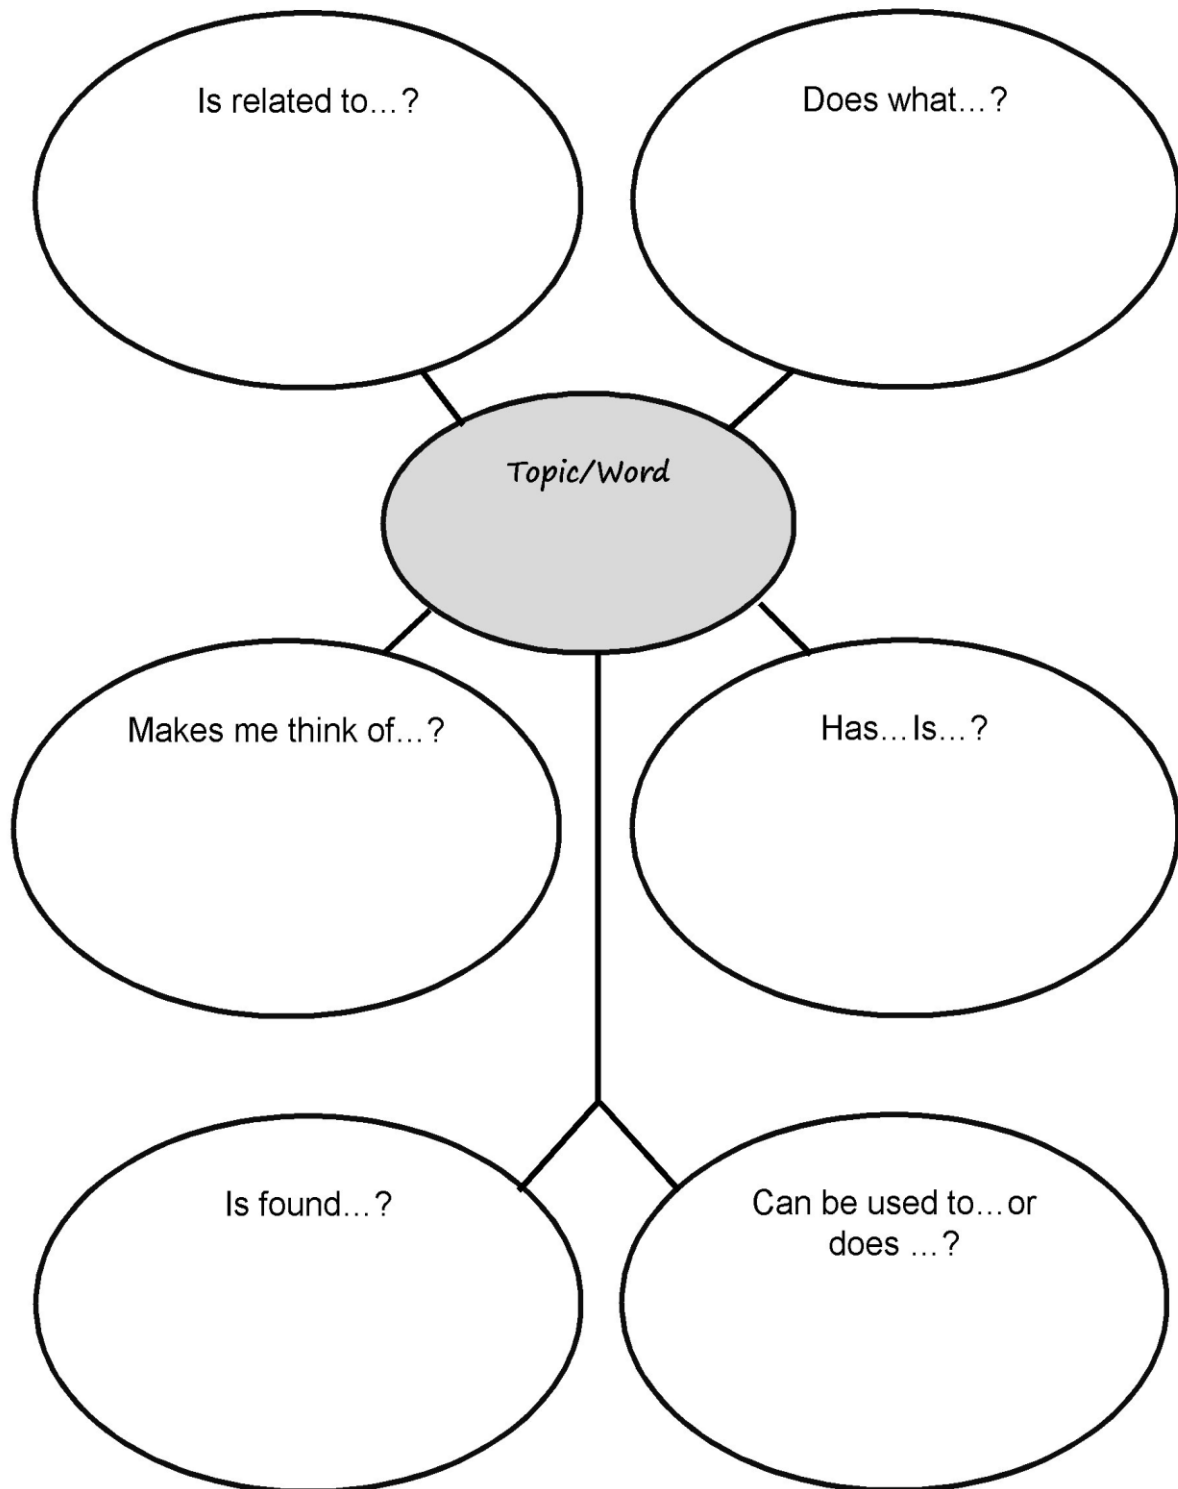 Is related to...?
Does what...?
Topic/Word
Makes me think of...?
Has...Is...?
Is found...?
Can be used to...or
does ...?